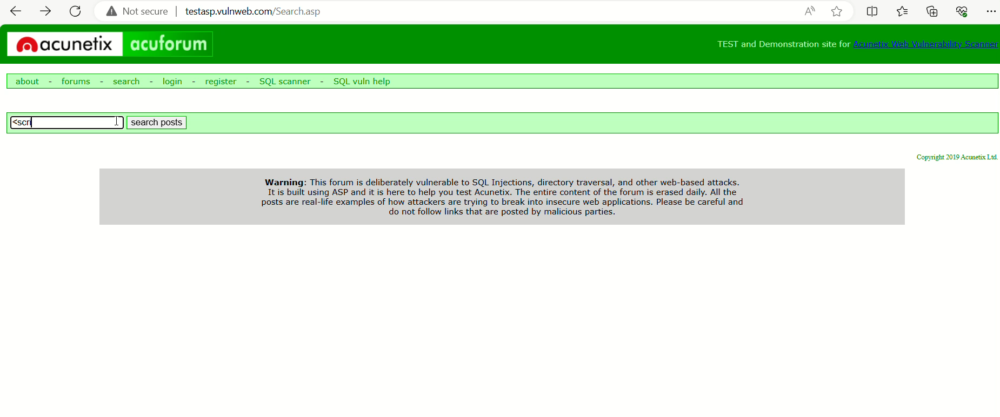 Not secure | testasp.vulnweb.com/Search.asp
acunetix acuforum
TEST and Demonstration site for Acunetix Web Vulnerability Scanner
about - forums - search - login - register - SQL scanner - SQL vuln help
<scri search posts
Copyright 2019 Acunetix Ltd.
Warning: This forum is deliberately vulnerable to SQL Injections, directory traversal, and other web-based attacks.
It is built using ASP and it is here to help you test Acunetix. The entire content of the forum is erased daily. All the
posts are real-life examples of how attackers are trying to break into insecure web applications. Please be careful and
do not follow links that are posted by malicious parties.